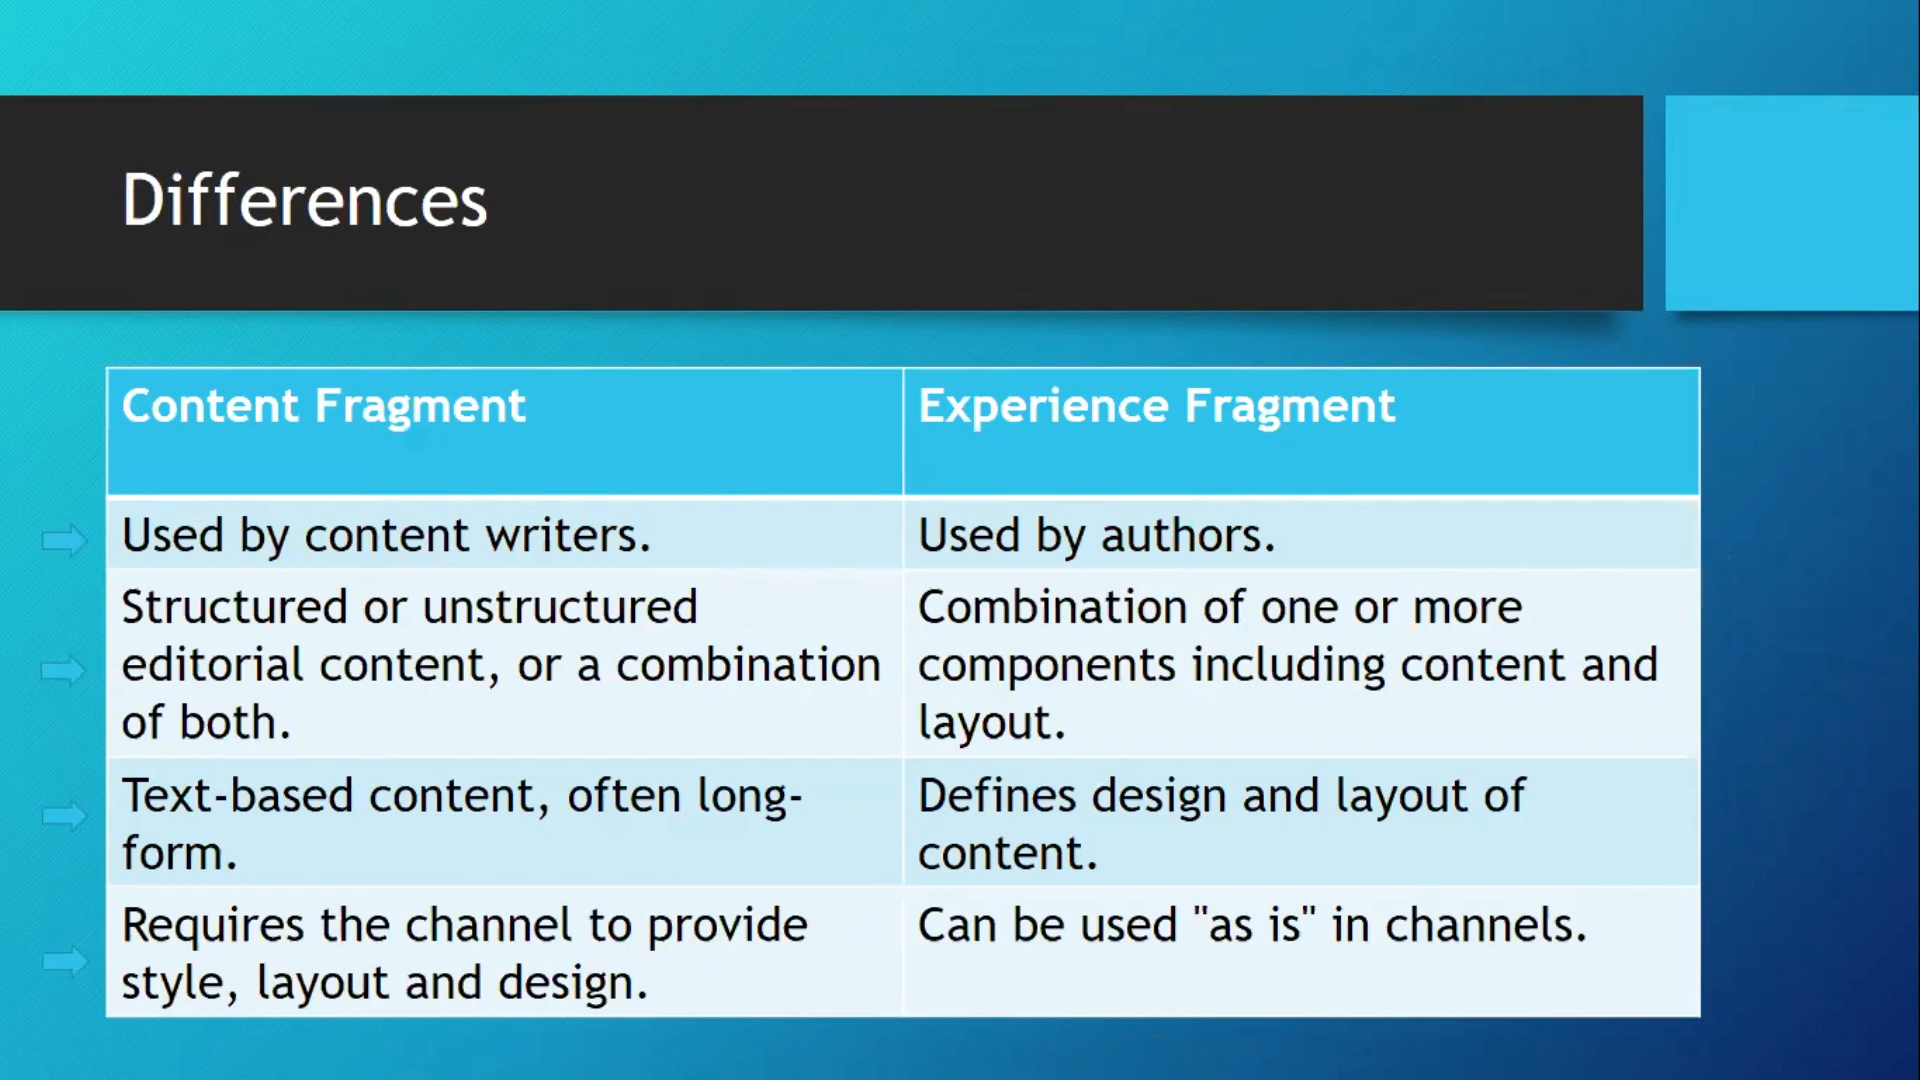 Differences
Content Fragment
Experience Fragment
Used by content writers.
Used by authors.
Structured or unstructured
editorial content, or a combination
of both.
Combination of one or more
components including content and
layout.
Text-based content, often long-
form.
Defines design and layout of
content.
Requires the channel to provide
style, layout and design.
Can be used "as is" in channels.